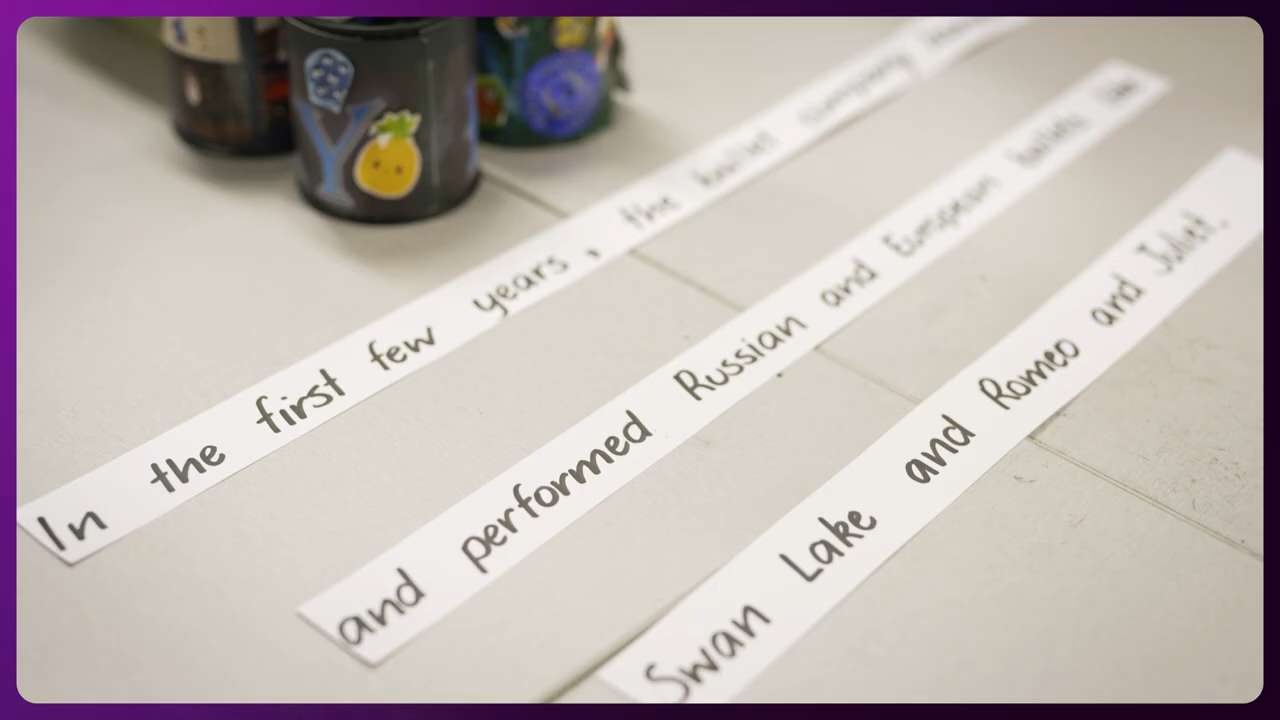 In the first few years, the ballet company
and performed Russian and European ballets like
Swan Lake and Romeo and Juliet.
Y